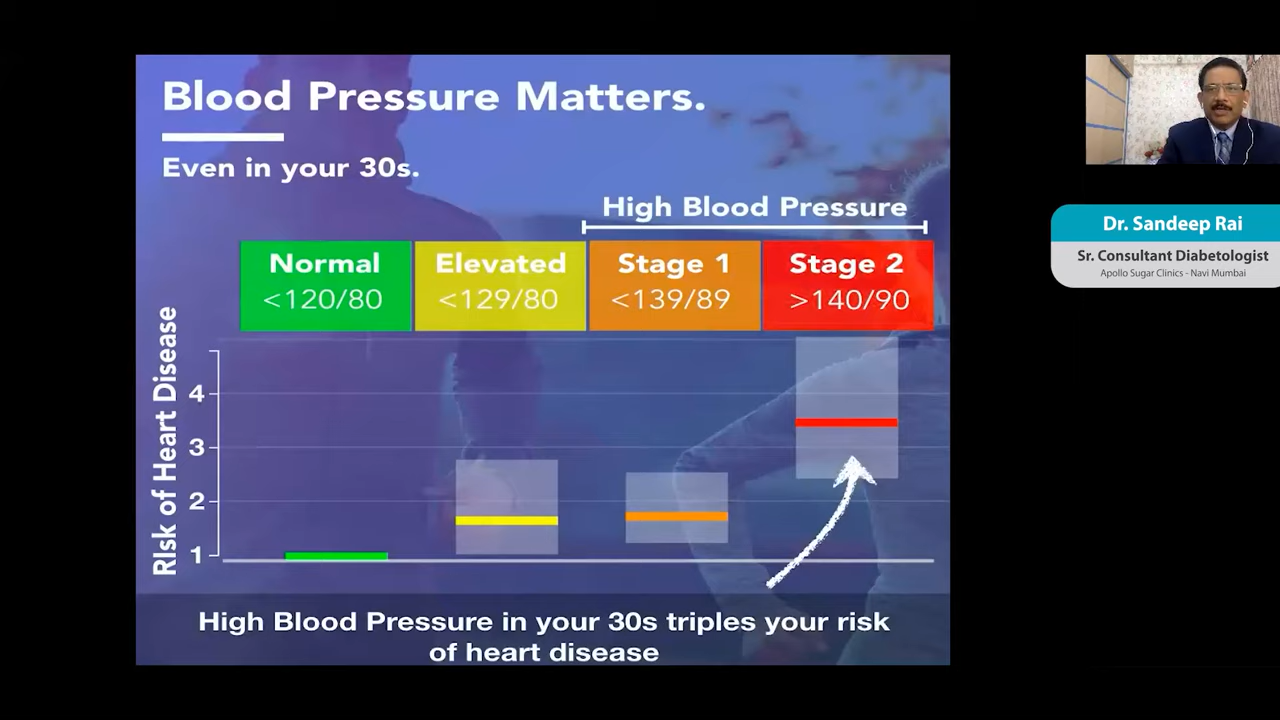 Blood Pressure Matters.
Even in your 30s.
High Blood Pressure
Normal
<120/80
Elevated
<129/80
Stage 1
<139/89
Stage 2
>140/90
RIsk of Heart Disease
4
3
2
1
High Blood Pressure in your 30s triples your risk
of heart disease
Dr. Sandeep Rai
Sr. Consultant Diabetologist
Apollo Sugar Clinics - Navi Mumbai